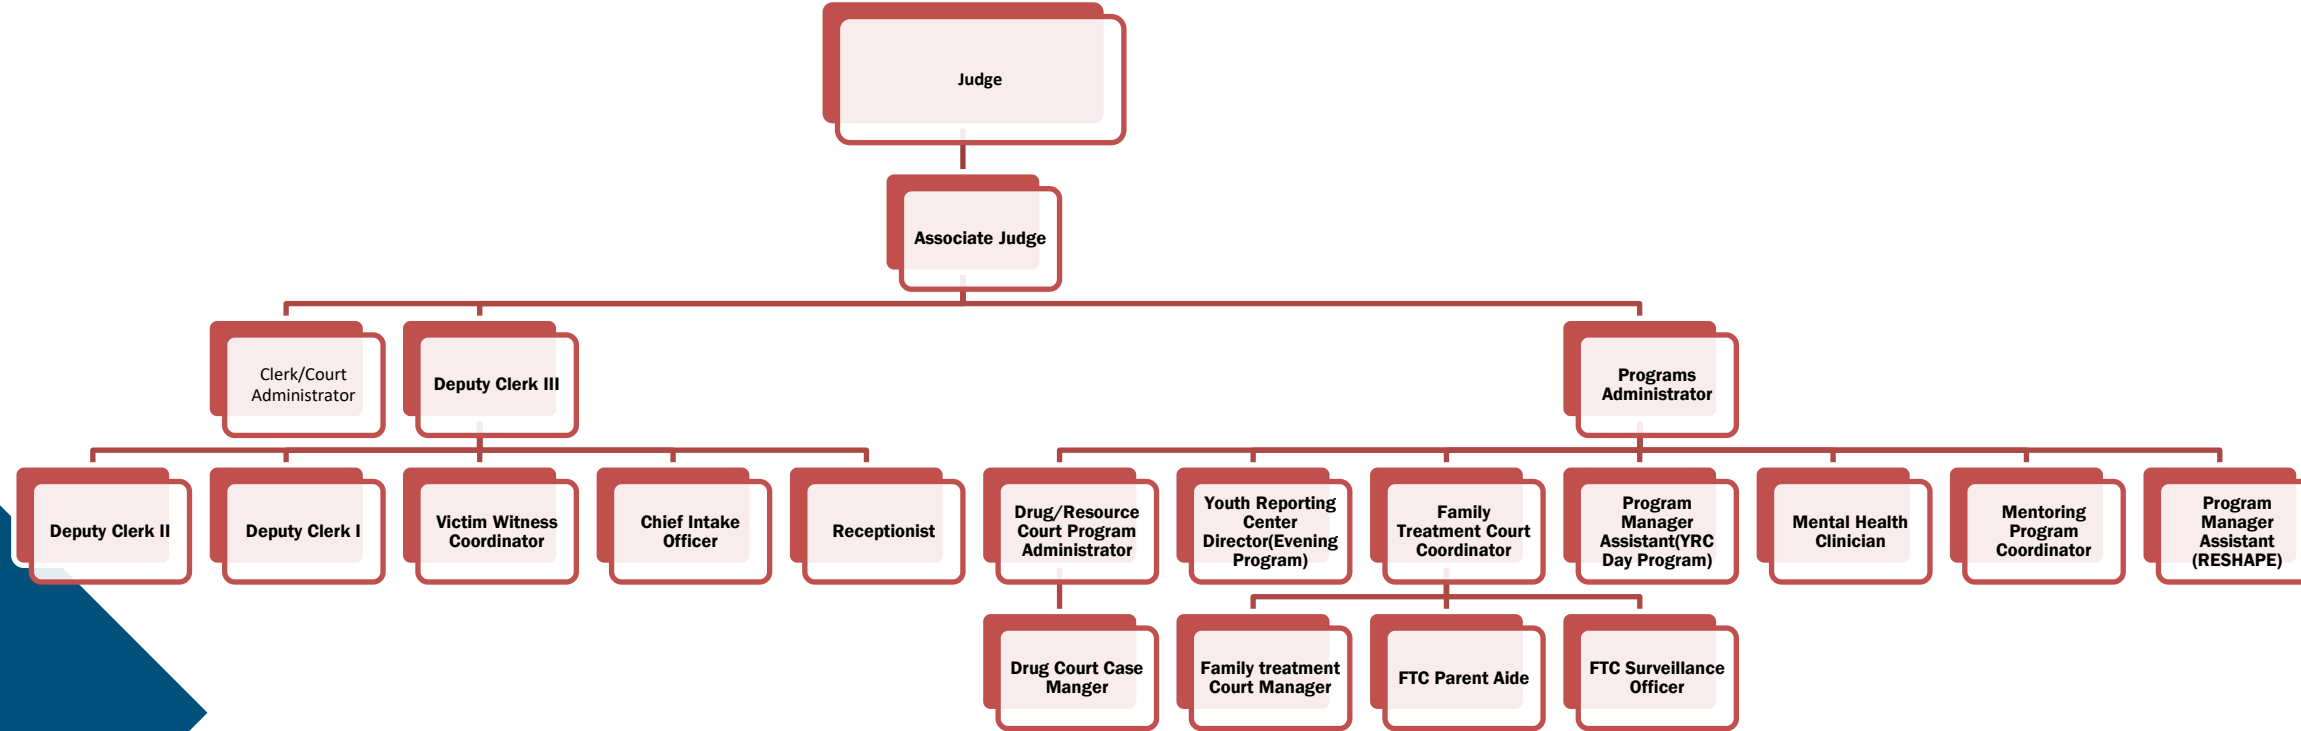 Judge
Associate Judge
Clerk/Court
Administrator
Deputy Clerk III
Programs
Administrator
Deputy Clerk II
Deputy Clerk I
Victim Witness
Coordinator
Chief Intake
Officer
Receptionist
Drug/Resource
Court Program
Administrator
Youth Reporting
Center
Director(Evening
Program)
Family
Treatment Court
Coordinator
Program
Manager
Assistant(YRC
Day Program)
Mental Health
Clinician
Mentoring
Program
Coordinator
Program
Manager
Assistant
(RESHAPE)
Drug Court Case
Manger
Family treatment
Court Manager
FTC Parent Aide
FTC Surveillance
Officer